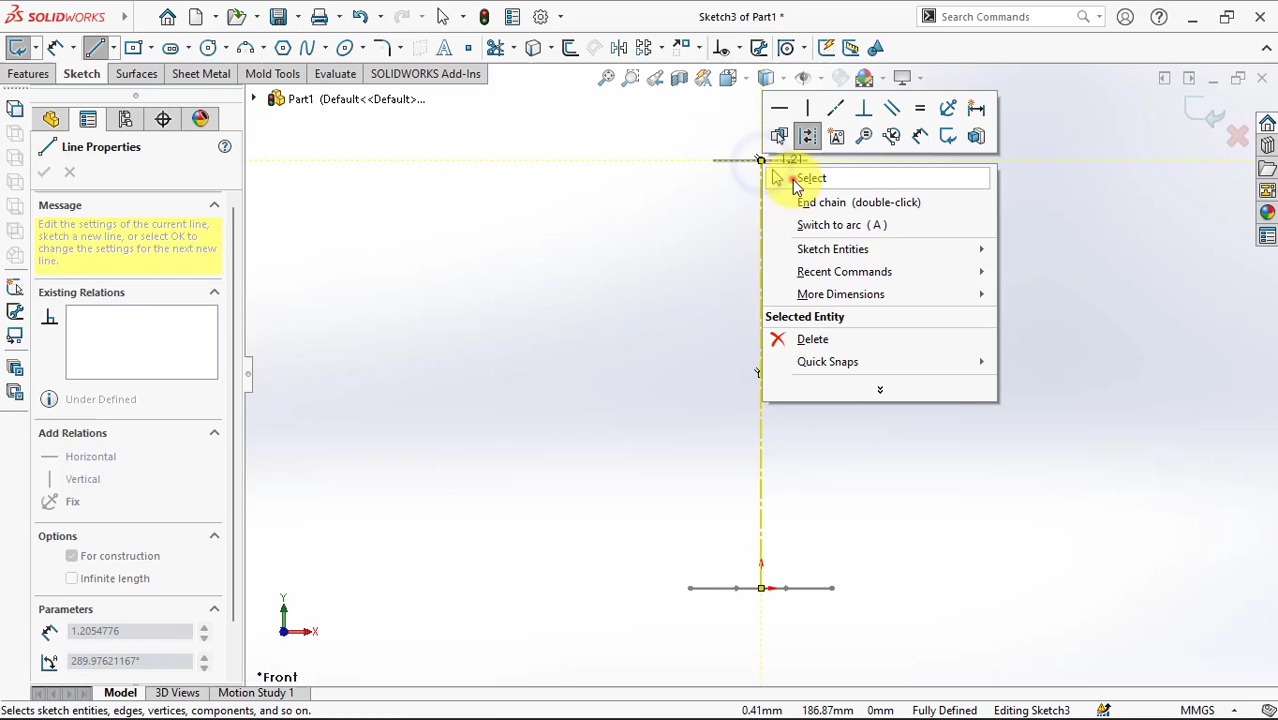 SOLIDWORKS
Sketch3 of Part1 *
Search Commands
Features
Sketch
Surfaces
Sheet Metal
Mold Tools
Evaluate
SOLIDWORKS Add-Ins
Part1 (Default<<Default>...
Line Properties
Message
Edit the settings of the current line,
sketch a new line, or select OK to
change the settings for the next new
line.
Existing Relations
Under Defined
Add Relations
Horizontal
Vertical
Fix
Options
For construction
Infinite length
Parameters
1.2054776
289.97621167°
1.21
Select
End chain (double-click)
Switch to arc (A)
Sketch Entities
Recent Commands
More Dimensions
Selected Entity
Delete
Quick Snaps
Y
X
*Front
Model
3D Views
Motion Study 1
Selects sketch entities, edges, vertices, components, and so on.
0.41mm
186.87mm
0mm
Fully Defined
Editing Sketch3
MMGS